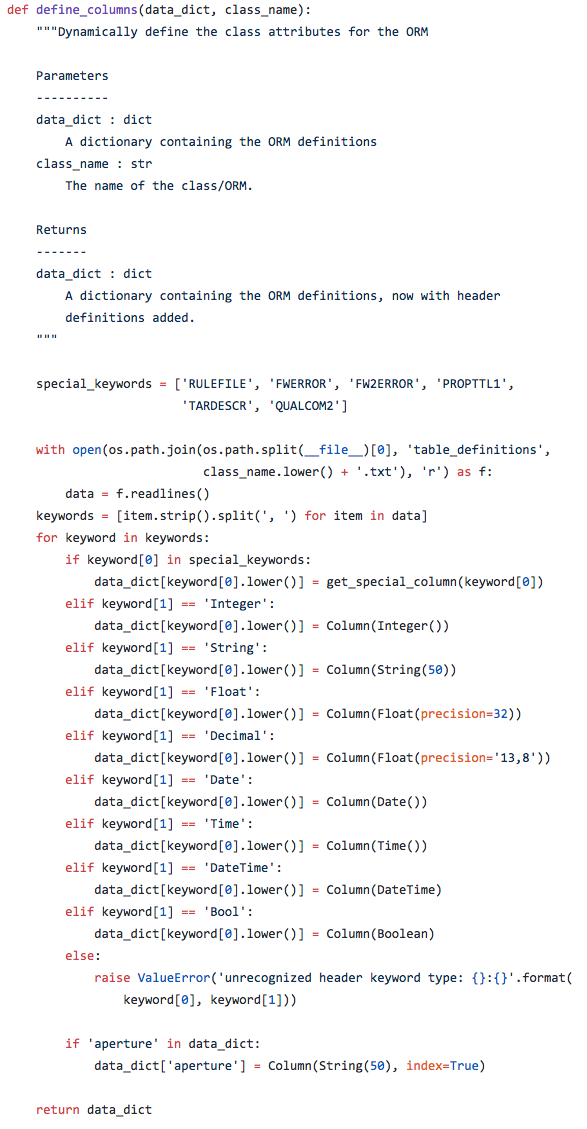 def define_columns(data_dict, class_name):
    """Dynamically define the class attributes for the ORM

    Parameters
    ----------
    data_dict : dict
        A dictionary containing the ORM definitions
    class_name : str
        The name of the class/ORM.

    Returns
    -------
    data_dict : dict
        A dictionary containing the ORM definitions, now with header
        definitions added.
    """

    special_keywords = ['RULEFILE', 'FWERROR', 'FW2ERROR', 'PROPTTL1',
                        'TARDESCR', 'QUALCOM2']

    with open(os.path.join(os.path.split(__file__)[0], 'table_definitions',
                           class_name.lower() + '.txt'), 'r') as f:
        data = f.readlines()
    keywords = [item.strip().split(', ') for item in data]
    for keyword in keywords:
        if keyword[0] in special_keywords:
            data_dict[keyword[0].lower()] = get_special_column(keyword[0])
        elif keyword[1] == 'Integer':
            data_dict[keyword[0].lower()] = Column(Integer())
        elif keyword[1] == 'String':
            data_dict[keyword[0].lower()] = Column(String(50))
        elif keyword[1] == 'Float':
            data_dict[keyword[0].lower()] = Column(Float(precision=32))
        elif keyword[1] == 'Decimal':
            data_dict[keyword[0].lower()] = Column(Float(precision='13,8'))
        elif keyword[1] == 'Date':
            data_dict[keyword[0].lower()] = Column(Date())
        elif keyword[1] == 'Time':
            data_dict[keyword[0].lower()] = Column(Time())
        elif keyword[1] == 'DateTime':
            data_dict[keyword[0].lower()] = Column(DateTime)
        elif keyword[1] == 'Bool':
            data_dict[keyword[0].lower()] = Column(Boolean)
        else:
            raise ValueError('unrecognized header keyword type: {}:{}'.format(
                keyword[0], keyword[1]))

        if 'aperture' in data_dict:
            data_dict['aperture'] = Column(String(50), index=True)

    return data_dict